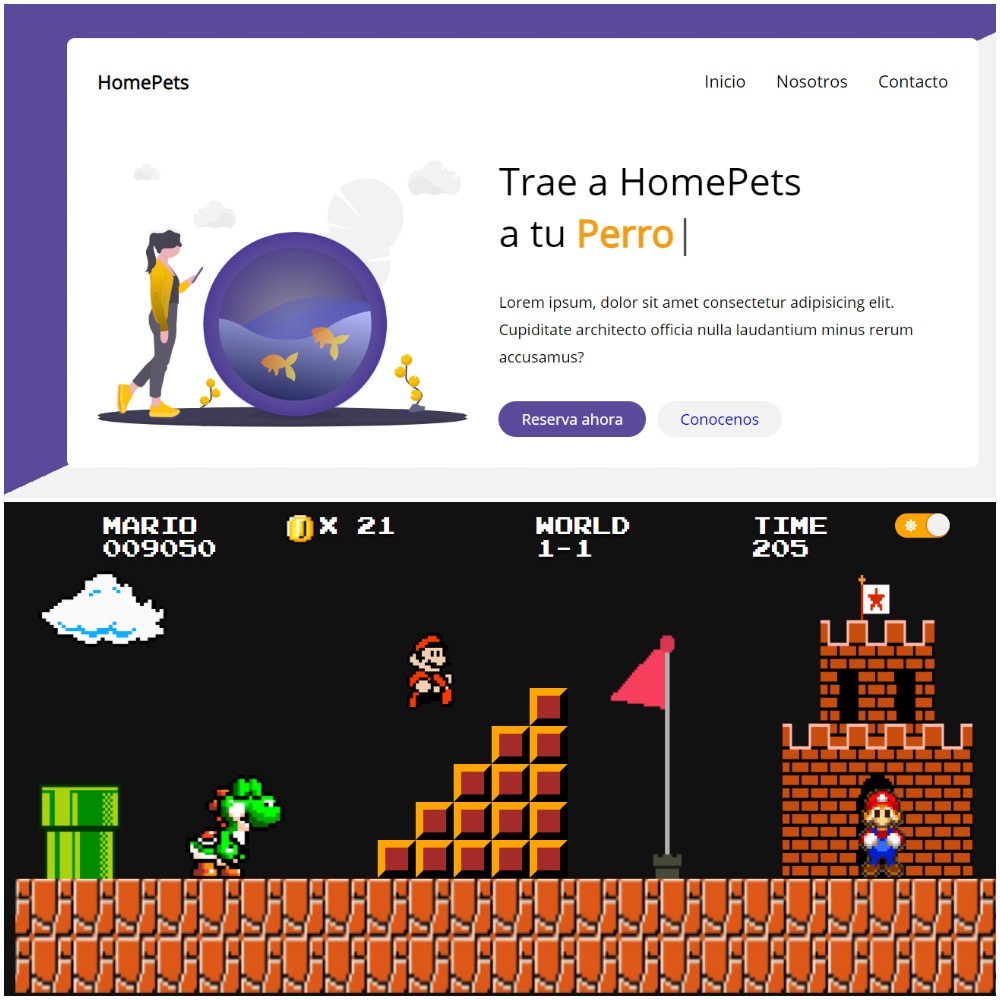 HomePets
Inicio Nosotros Contacto
Trae a HomePets
a tu Perro|
Lorem ipsum, dolor sit amet consectetur adipisicing elit.
Cupiditate architecto officia nulla laudantium minus rerum
accusamus?
Reserva ahora Conocenos
MARIO X 21 WORLD TIME
009050 1-1 205